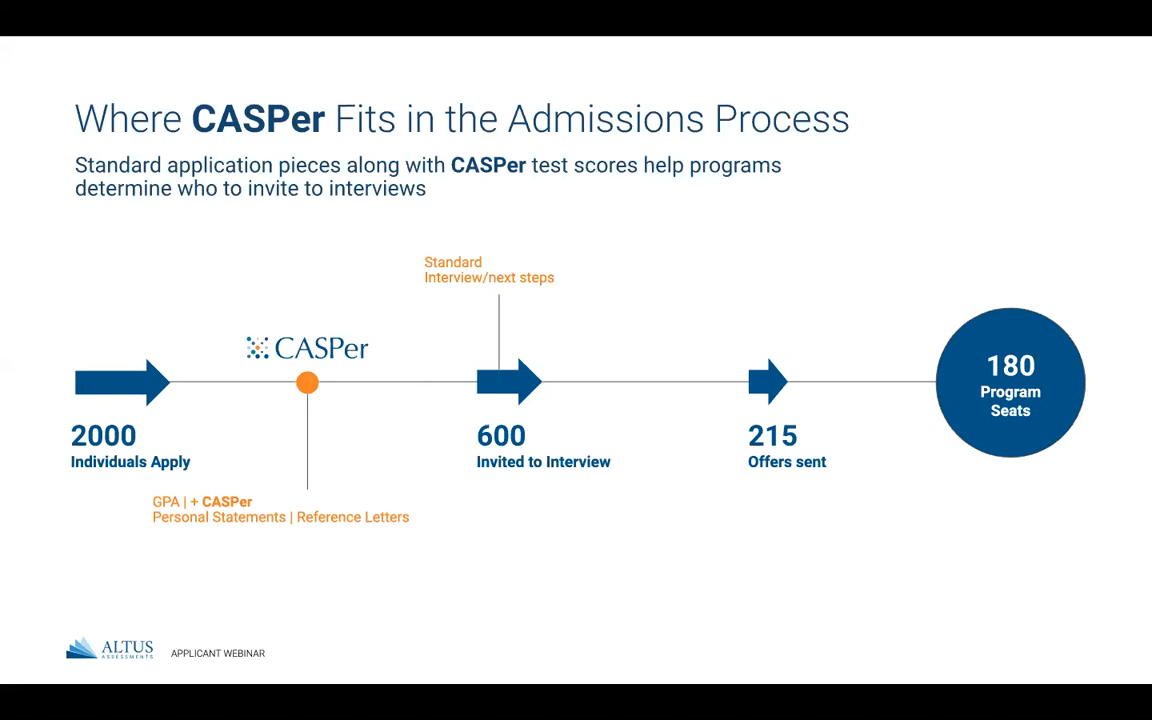 Where CASPer Fits in the Admissions Process
Standard application pieces along with CASPer test scores help programs
determine who to invite to interviews
Standard
Interview/next steps
CASPer
2000
Individuals Apply
600
Invited to Interview
215
Offers sent
180
Program
Seats
GPA | + CASPer
Personal Statements | Reference Letters
ALTUS
ASSESSMENTS
APPLICANT WEBINAR